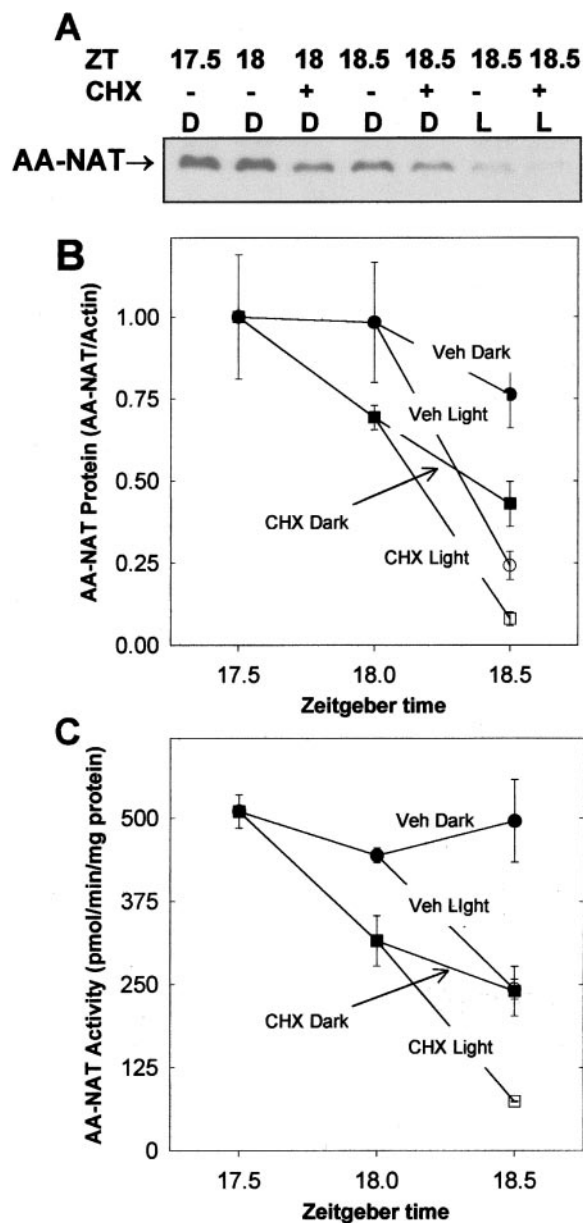 A
ZT 17.5 18 18 18.5 18.5 18.5 18.5
CHX - - + - + - +
D D D D D L L
AA-NAT→
B
AA-NAT Protein (AA-NAT/Actin)
1.00
0.75
0.50
0.25
0.00
Veh Dark
Veh Light
CHX Dark
CHX Light
17.5 18.0 18.5
Zeitgeber time
C
AA-NAT Activity (pmol/min/mg protein)
500
375
250
125
0
Veh Dark
Veh LIght
CHX Dark
CHX Light
17.5 18.0 18.5
Zeitgeber time